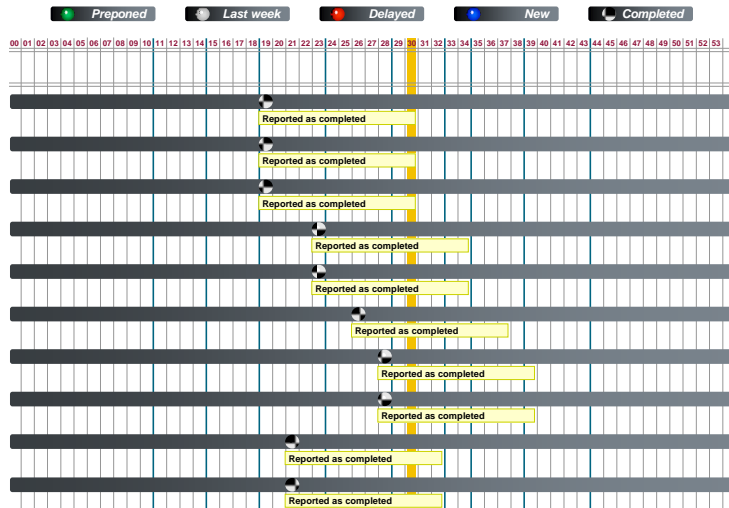 Preponed Last week Delayed New Completed
00 01 02 03 04 05 06 07 08 09 10 11 12 13 14 15 16 17 18 19 20 21 22 23 24 25 26 27 28 29 30 31 32 33 34 35 36 37 38 39 40 41 42 43 44 45 46 47 48 49 50 51 52 53
Reported as completed
Reported as completed
Reported as completed
Reported as completed
Reported as completed
Reported as completed
Reported as completed
Reported as completed
Reported as completed
Reported as completed